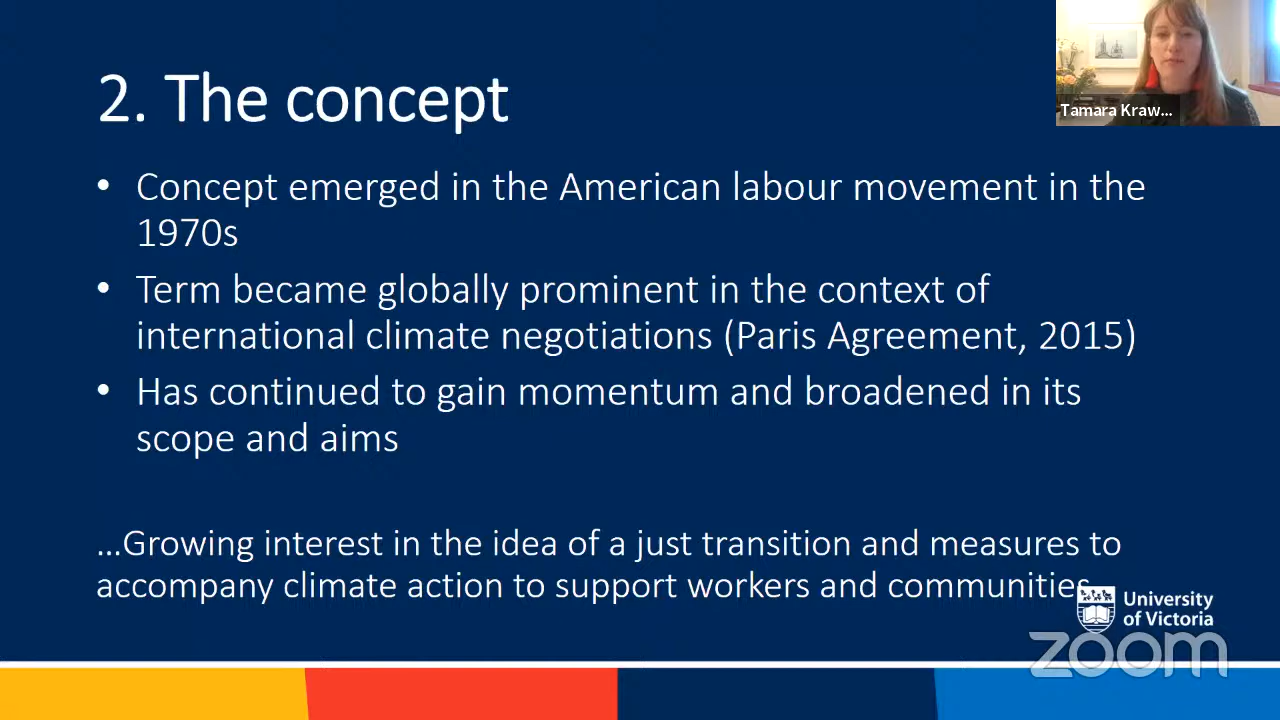 2. The concept
Tamara Kraw...
• Concept emerged in the American labour movement in the
1970s
• Term became globally prominent in the context of
international climate negotiations (Paris Agreement, 2015)
• Has continued to gain momentum and broadened in its
scope and aims
...Growing interest in the idea of a just transition and measures to
accompany climate action to support workers and communities
University
of Victoria
zoom